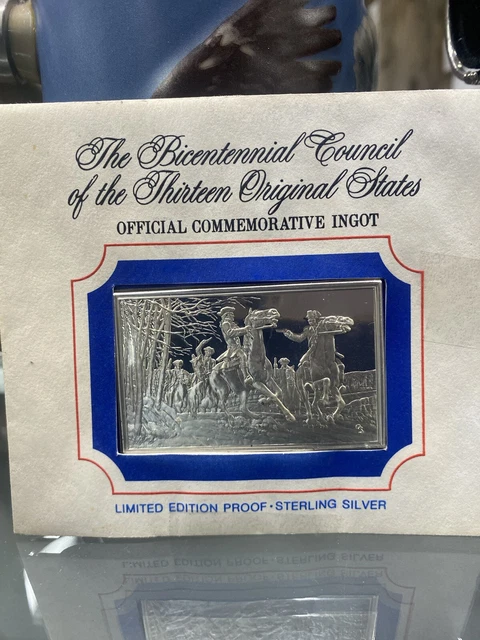 The Bicentennial Council
of the Thirteen Original States
OFFICIAL COMMEMORATIVE INGOT
LIMITED EDITION PROOF · STERLING SILVER